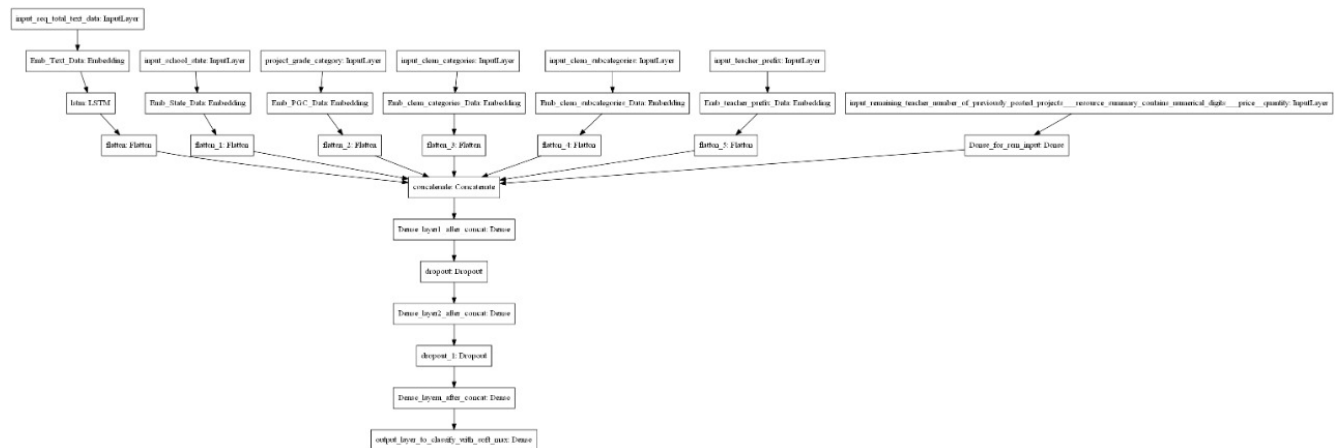 input_seq_total_text_data: InputLayer
Emb_Text_Data: Embedding
input_school_state: InputLayer
project_grade_category: InputLayer
input_clean_categories: InputLayer
input_clean_subcategories: InputLayer
input_teacher_prefix: InputLayer
lstm: LSTM
Emb_State_Data: Embedding
Emb_PGC_Data: Embedding
Emb_clean_categories_Data: Embedding
Emb_clean_subcategories_Data: Embedding
Emb_teacher_prefix_Data: Embedding
input_remaining_teacher_number_of_previously_posted_projects___resource_summary_contains_numerical_digits___price__quantity: InputLayer
flatten: Flatten
flatten_1: Flatten
flatten_2: Flatten
flatten_3: Flatten
flatten_4: Flatten
flatten_5: Flatten
Dense_for_rem_input: Dense
concatenate: Concatenate
Dense_layer1_after_concat: Dense
dropout: Dropout
Dense_layer2_after_concat: Dense
dropout_1: Dropout
Dense_layern_after_concat: Dense
output_layer_to_classify_with_soft_max: Dense